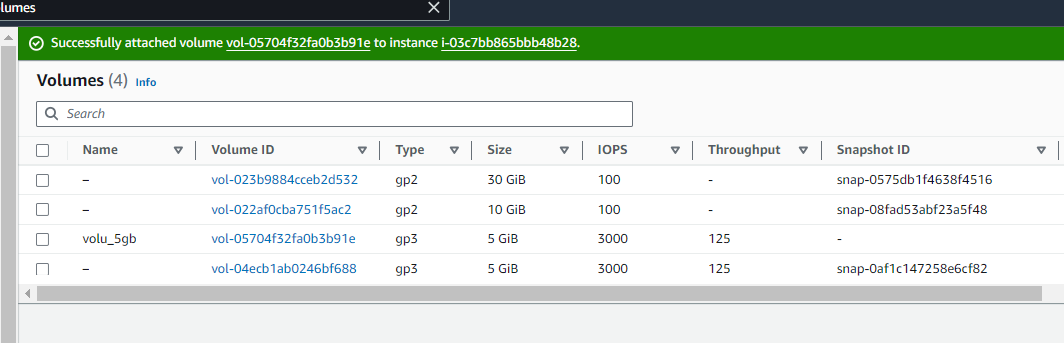 lumes
Successfully attached volume vol-05704f32fa0b3b91e to instance i-03c7bb865bbb48b28.
Volumes (4) Info
Search
Name Volume ID Type Size IOPS Throughput Snapshot ID
– vol-023b9884cceb2d532 gp2 30 GiB 100 - snap-0575db1f4638f4516
– vol-022af0cba751f5ac2 gp2 10 GiB 100 - snap-08fad53abf23a5f48
volu_5gb vol-05704f32fa0b3b91e gp3 5 GiB 3000 125 -
– vol-04ecb1ab0246bf688 gp3 5 GiB 3000 125 snap-0af1c147258e6cf82